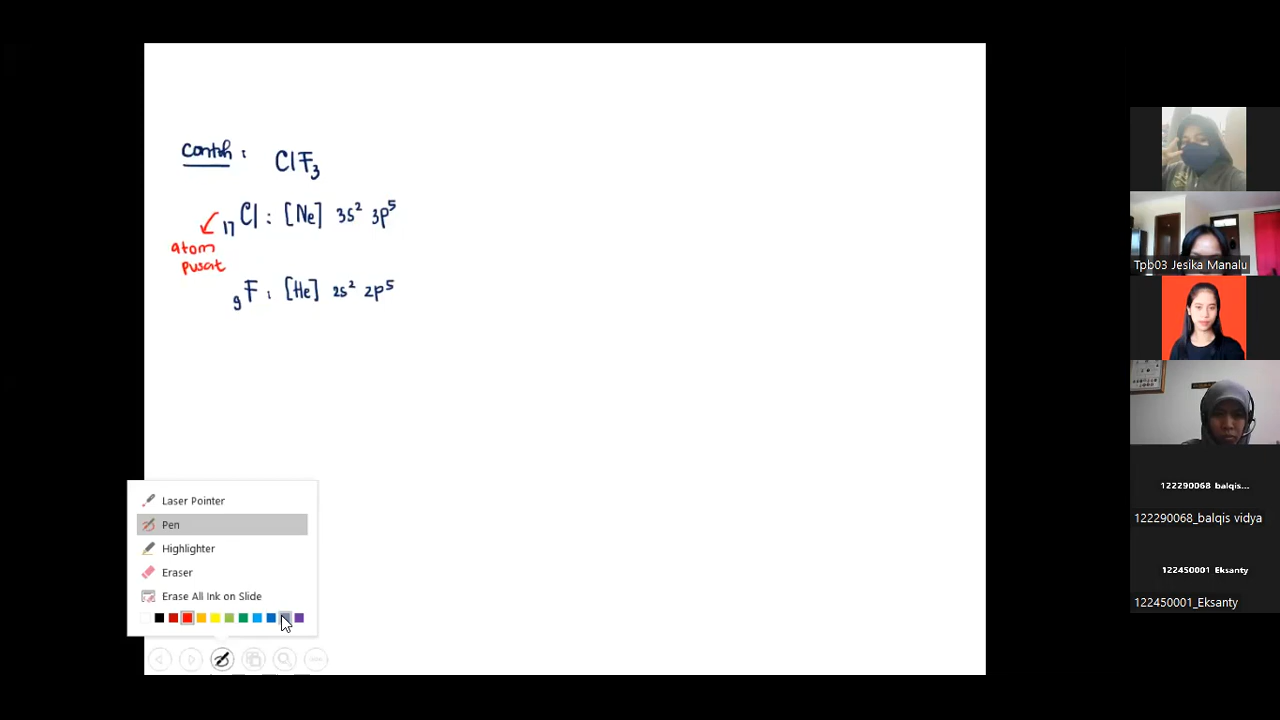 Contoh : ClF3
17Cl : [Ne] 3s² 3p⁵
atom
pusat
9F : [He] 2s² 2p⁵
Laser Pointer
Pen
Highlighter
Eraser
Erase All Ink on Slide
Tpb03 Jesika Manalu
122290068 balqis...
122290068_balqis vidya
122450001 Eksanty
122450001_Eksanty